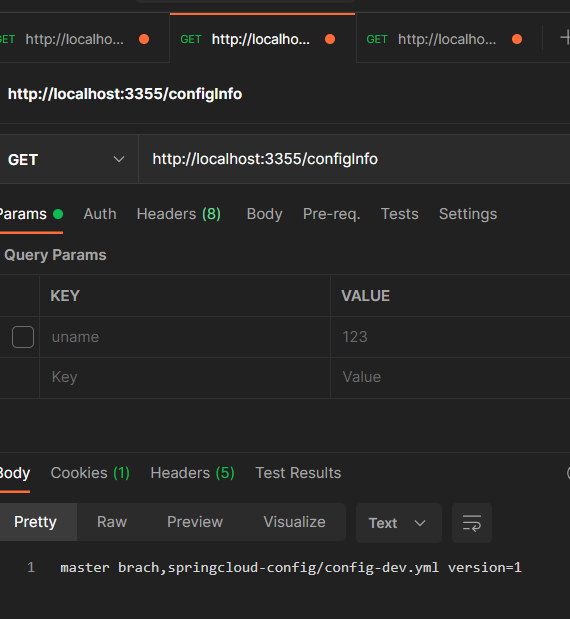 GET http://localho... GET http://localho... GET http://localho...
http://localhost:3355/configInfo
GET http://localhost:3355/configInfo
Params Auth Headers (8) Body Pre-req. Tests Settings
Query Params
KEY VALUE
uname 123
Key Value
Body Cookies (1) Headers (5) Test Results
Pretty Raw Preview Visualize Text
1 master brach,springcloud-config/config-dev.yml version=1